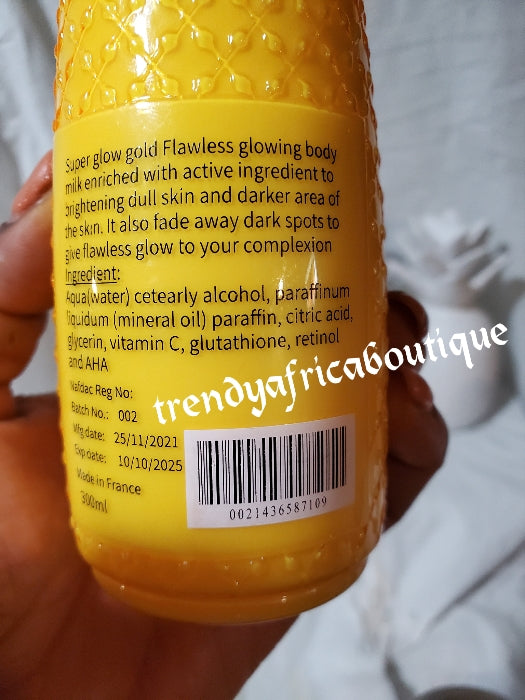 Super glow gold Flawless glowing body
milk enriched with active ingredient to
brightening dull skin and darker area of
the skin. It also fade away dark spots to
give flawless glow to your complexion
Ingredient:
Aqua(water) cetearly alcohol, paraffinum
liquidum (mineral oil) paraffin, citric acid,
glycerin, vitamin C, glutathione, retinol
and AHA
Nafdac Reg No:
Batch No.: 002
Mfg date: 25/11/2021
Exp date: 10/10/2025
Made in France
300ml
0021436587109
trendyafricaboutique